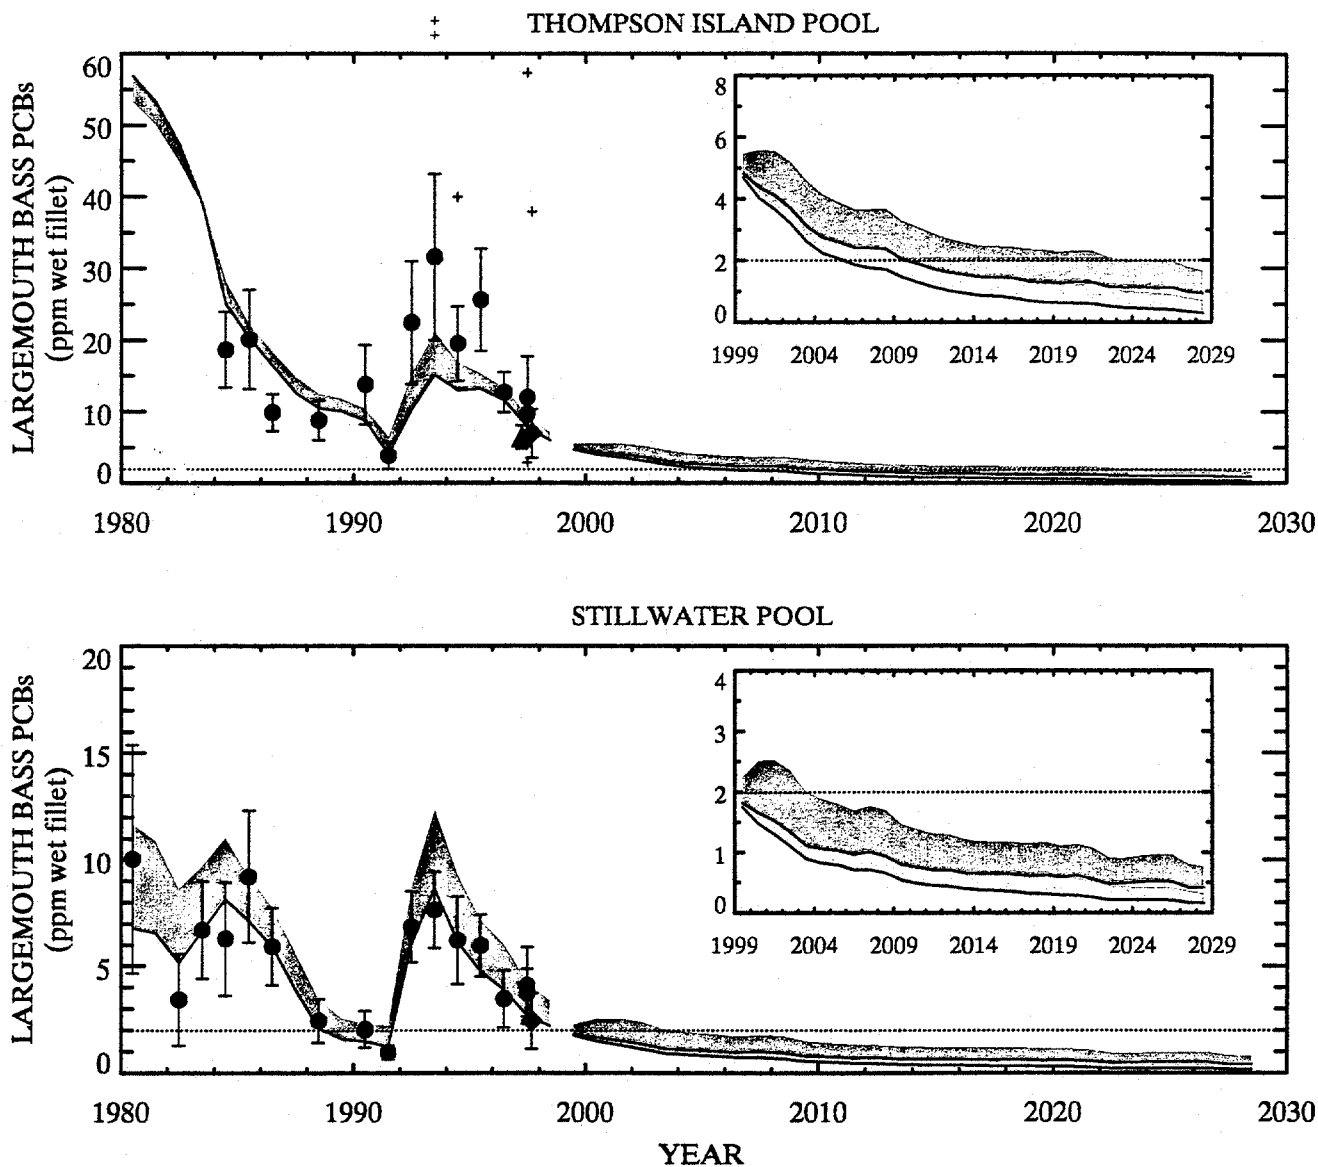 THOMPSON ISLAND POOL
LARGEMOUTH BASS PCBs
(ppm wet fillet)
60
50
40
30
20
10
0
1980 1990 2000 2010 2020 2030
8
6
4
2
0
1999 2004 2009 2014 2019 2024 2029
STILLWATER POOL
LARGEMOUTH BASS PCBs
(ppm wet fillet)
20
15
10
5
0
1980 1990 2000 2010 2020 2030
4
3
2
1
0
1999 2004 2009 2014 2019 2024 2029
YEAR